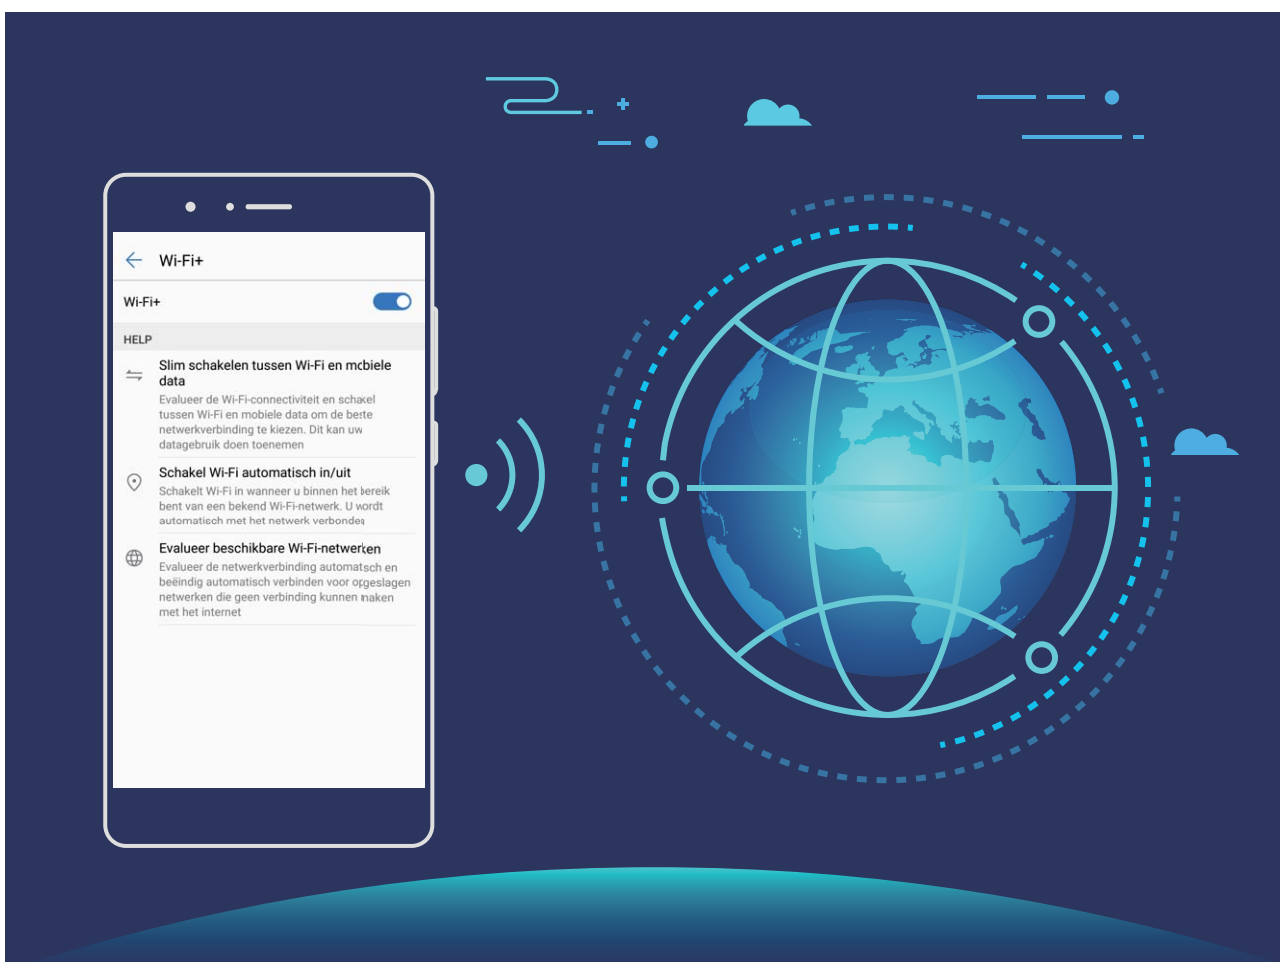 Wi-Fi+
Wi-Fi+
HELP
Slim schakelen tussen Wi-Fi en mobiele
data
Evalueer de Wi-Fi-connectiviteit en schakel
tussen Wi-Fi en mobiele data om de beste
netwerkverbinding te kiezen. Dit kan uw
datagebruik doen toenemen
Schakel Wi-Fi automatisch in/uit
Schakelt Wi-Fi in wanneer u binnen het bereik
bent van een bekend Wi-Fi-netwerk. U wordt
automatisch met het netwerk verbonden
Evalueer beschikbare Wi-Fi-netwerken
Evalueer de netwerkverbinding automatisch en
beëindig automatisch verbinden voor opgeslagen
netwerken die geen verbinding kunnen maken
met het internet